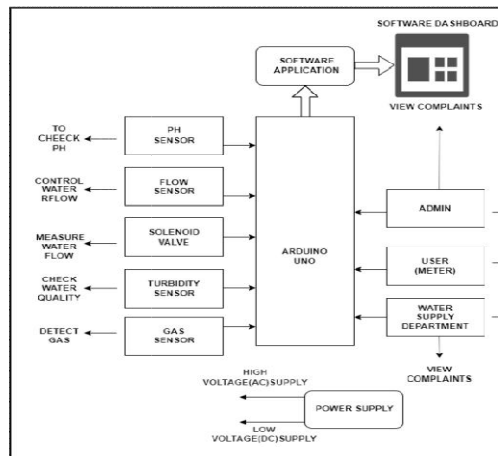 SOFTWARE DASHBOARD
SOFTWARE
APPLICATION
VIEW COMPLAINTS
TO
CHEECK
PH
PH
SENSOR
CONTROL
WATER
RFLOW
FLOW
SENSOR
MEASURE
WATER
FLOW
SOLENOID
VALVE
CHECK
WATER
QUALITY
TURBIDITY
SENSOR
DETECT
GAS
GAS
SENSOR
ARDUINO
UNO
ADMIN
USER
(METER)
WATER
SUPPLY
DEPARTMENT
VIEW
COMPLAINTS
HIGH
VOLTAGE(AC)SUPPLY
POWER SUPPLY
LOW
VOLTAGE(DC)SUPPLY